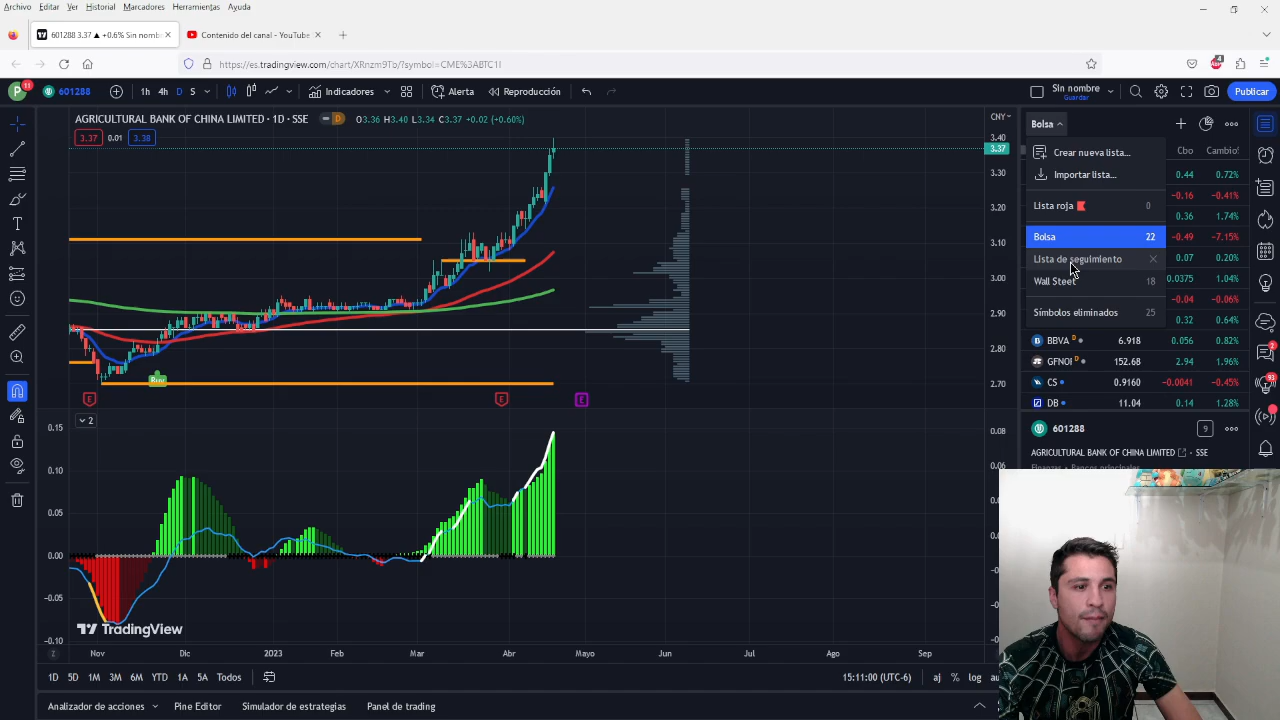 Archivo Editar Ver Historial Marcadores Herramientas Ayuda
601288 3.37 ▲ +0.6% Sin nomb
Contenido del canal - YouTube
https://es.tradingview.com/chart/XRnzm9Tb/?symbol=CME%3ABTC1!
P 11 601288 1h 4h D S Indicadores Alerta Reproducción Sin nombre Guardar Publicar
AGRICULTURAL BANK OF CHINA LIMITED · 1D · SSE D O3.36 H3.40 L3.34 C3.37 +0.02 (+0.60%)
3.37 0.01 3.38
CNY
3.40
3.37
3.30
3.20
3.10
3.00
2.90
2.80
2.70
E E E
2
0.15
0.10
0.05
0.00
−0.05
−0.10
0.08
0.06
TradingView
Nov Dic 2023 Feb Mar Abr Mayo Jun Jul Ago Sep
1D 5D 1M 3M 6M YTD 1A 5A Todos 15:11:00 (UTC-6) aj % log au
Analizador de acciones Pine Editor Simulador de estrategias Panel de trading
Bolsa
Crear nueva lista...
Importar lista...
Lista roja 0
Bolsa 22
Lista de seguimiento
Wall Steet 18
Símbolos eliminados 25
Cbo Cambio!
0.44 0.72%
−0.16 −0.41%
0.36 1.74%
−0.49 −7.15%
0.07 0.20%
0.0375 1.04%
−0.04 −0.06%
0.32 0.64%
BBVA D 6.918 0.056 0.82%
GFNO D 152.68 2.94 1.96%
CS 0.9160 −0.0041 −0.45%
DB 11.04 0.14 1.28%
601288 9
AGRICULTURAL BANK OF CHINA LIMITED · SSE
Finanzas · Bancos principales